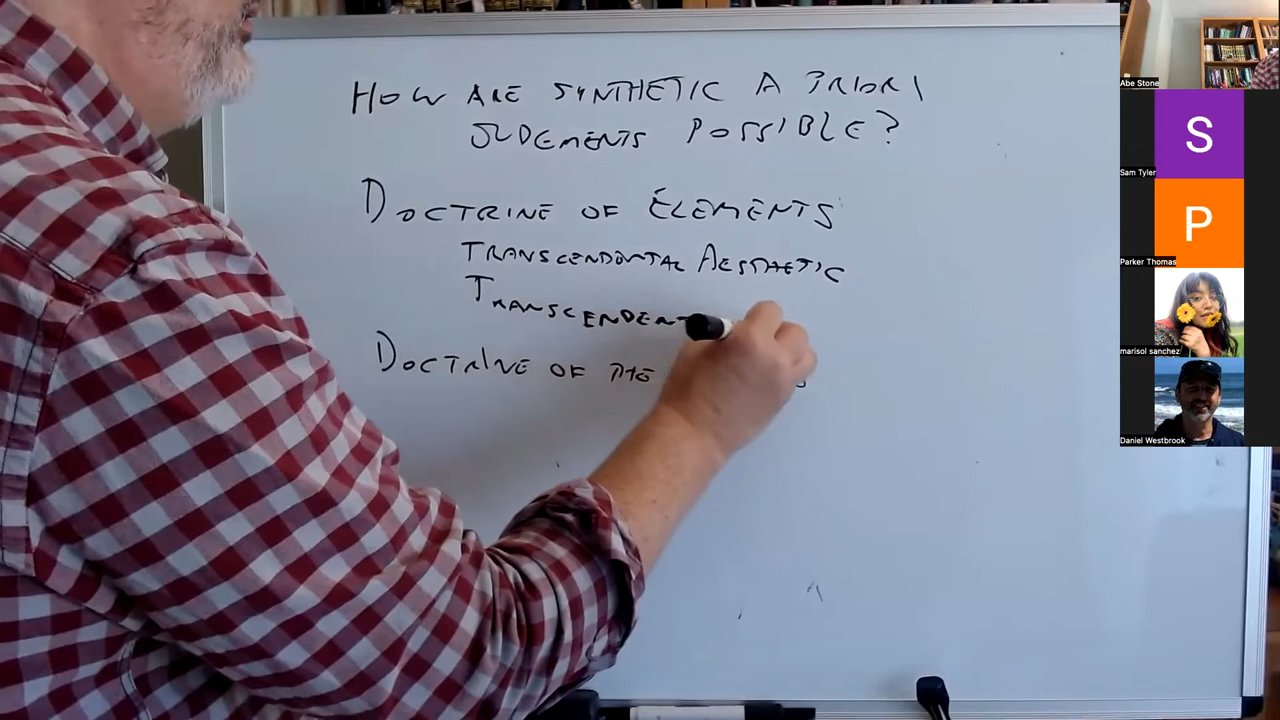 HOW ARE SYNTHETIC A PRIORI
JUDEMENTS POSSIBLE?
DOCTRINE OF ELEMENTS
TRANSCENDENTAL AESTHETIC
TRANSCENDENT
DOCTRINE OF THE
Abe Stone
S
Sam Tyler
P
Parker Thomas
marisol sanchez
Daniel Westbrook